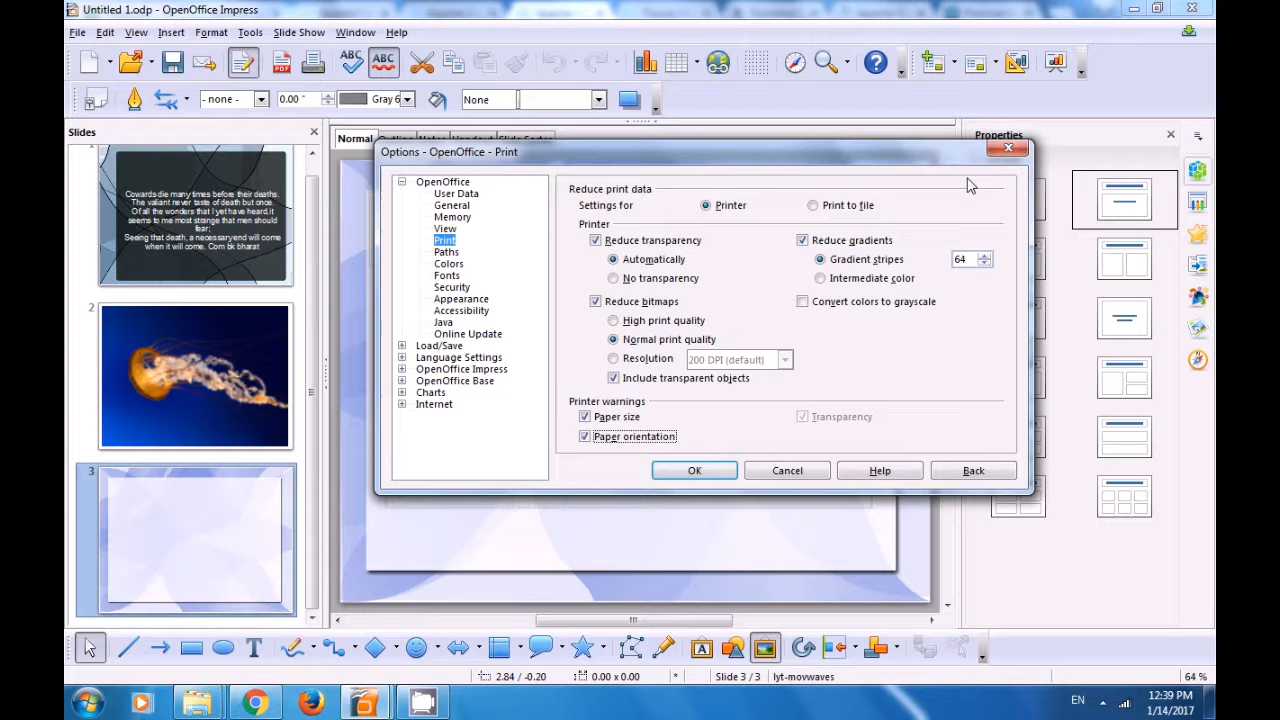 Untitled 1.odp - OpenOffice Impress
File Edit View Insert Format Tools Slide Show Window Help
ABC ABC
PDF
- none - 0.00 " Gray 6 None
Slides
Normal
Properties
1
Cowards die many times before their deaths.
The valiant never taste of death but once.
Of all the wonders that I yet have heard,it
seems to me most strange that men should
fear;
Seeing that death, a necessary end will come
when it will come. Com bk bharat
2
3
Options - OpenOffice - Print
OpenOffice
User Data
General
Memory
View
Print
Paths
Colors
Fonts
Security
Appearance
Accessibility
Java
Online Update
Load/Save
Language Settings
OpenOffice Impress
OpenOffice Base
Charts
Internet
Reduce print data
Settings for Printer Print to file
Printer
Reduce transparency Reduce gradients
Automatically Gradient stripes 64
No transparency Intermediate color
Reduce bitmaps Convert colors to grayscale
High print quality
Normal print quality
Resolution 200 DPI (default)
Include transparent objects
Printer warnings
Paper size Transparency
Paper orientation
OK Cancel Help Back
T A
2.84 / -0.20 0.00 x 0.00 Slide 3 / 3 lyt-movwaves 64 %
EN 12:39 PM
1/14/2017